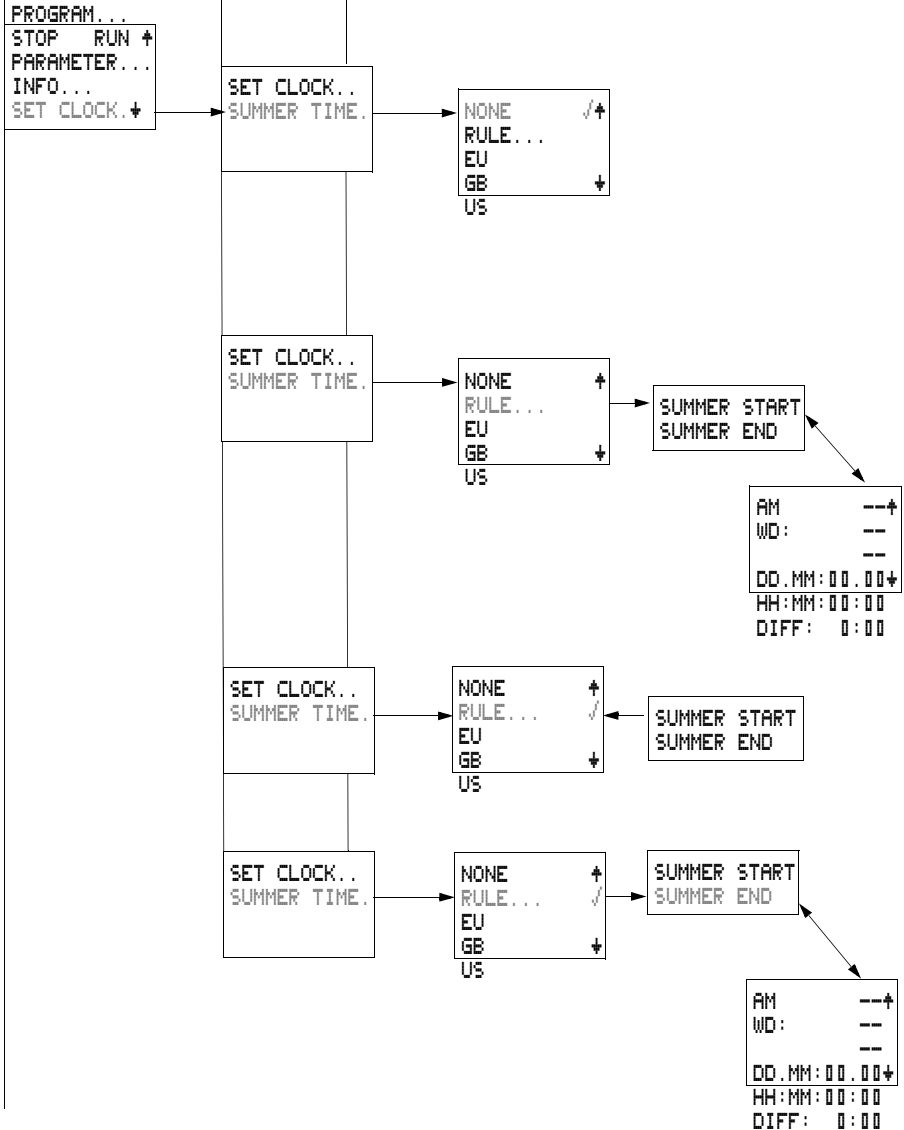 PROGRAM...
STOP RUN
PARAMETER...
INFO...
SET CLOCK.
SET CLOCK..
SUMMER TIME.
NONE √
RULE...
EU
GB
US
SET CLOCK..
SUMMER TIME.
NONE
RULE...
EU
GB
US
SUMMER START
SUMMER END
AM --
WD: --
--
DD.MM:00.00
HH:MM:00:00
DIFF: 0:00
SET CLOCK..
SUMMER TIME.
NONE
RULE... √
EU
GB
US
SUMMER START
SUMMER END
SET CLOCK..
SUMMER TIME.
NONE
RULE... √
EU
GB
US
SUMMER START
SUMMER END
AM --
WD: --
--
DD.MM:00.00
HH:MM:00:00
DIFF: 0:00